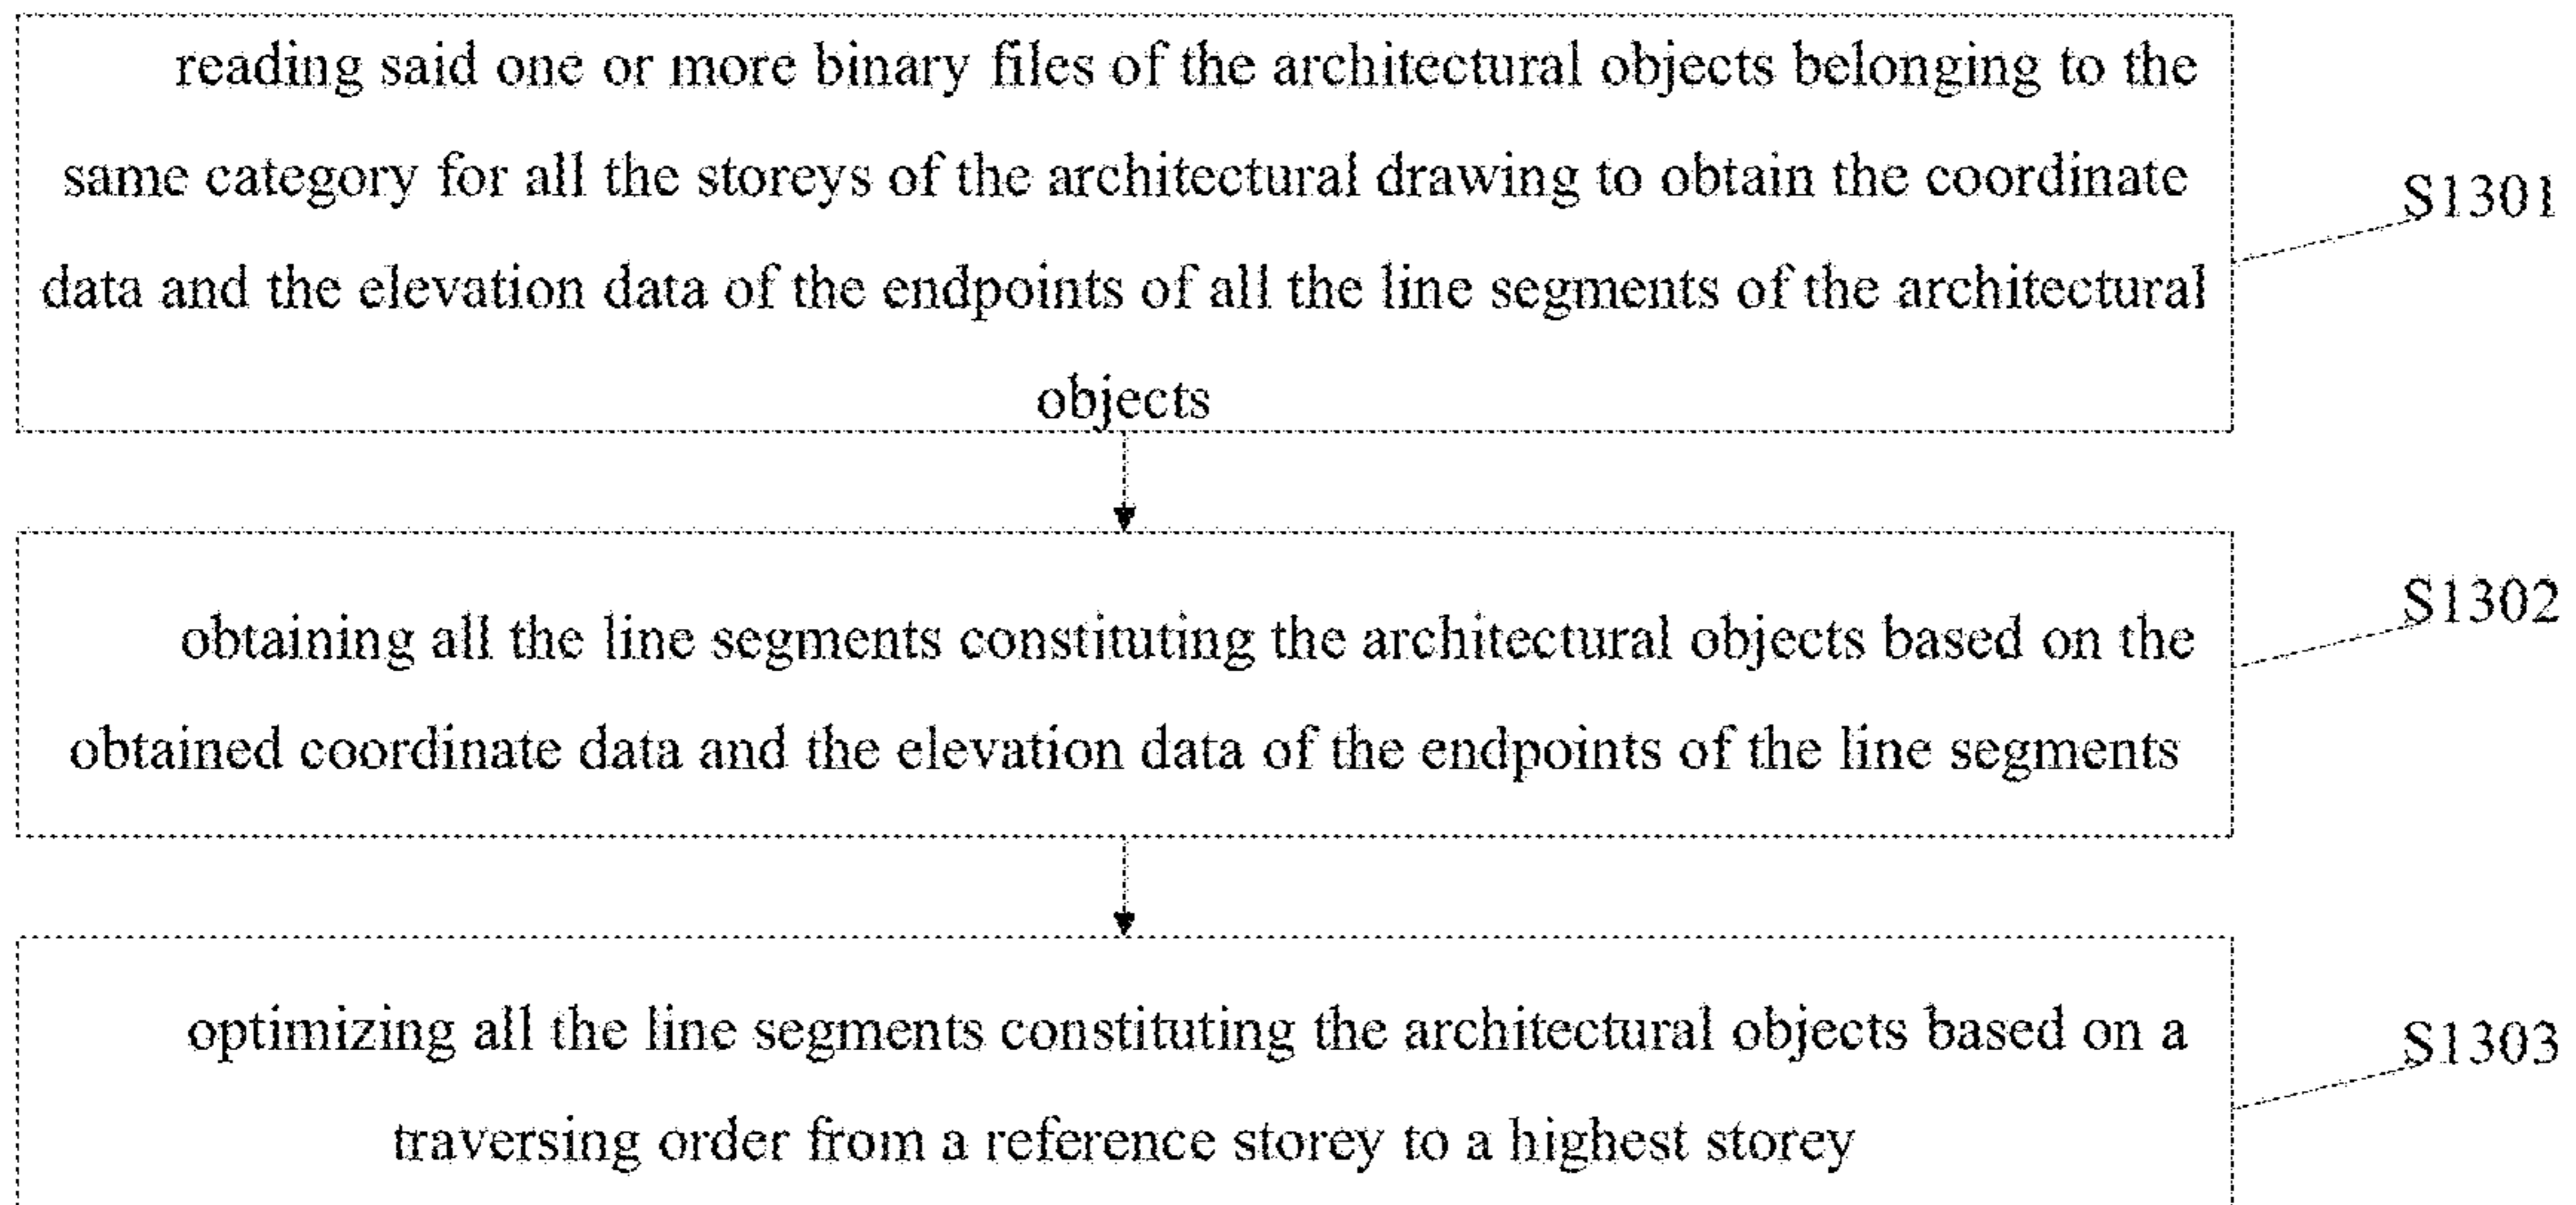 reading said one or more binary files of the architectural objects belonging to the
same category for all the storeys of the architectural drawing to obtain the coordinate
data and the elevation data of the endpoints of all the line segments of the architectural
objects
S1301
obtaining all the line segments constituting the architectural objects based on the
obtained coordinate data and the elevation data of the endpoints of the line segments
S1302
optimizing all the line segments constituting the architectural objects based on a
traversing order from a reference storey to a highest storey
S1303